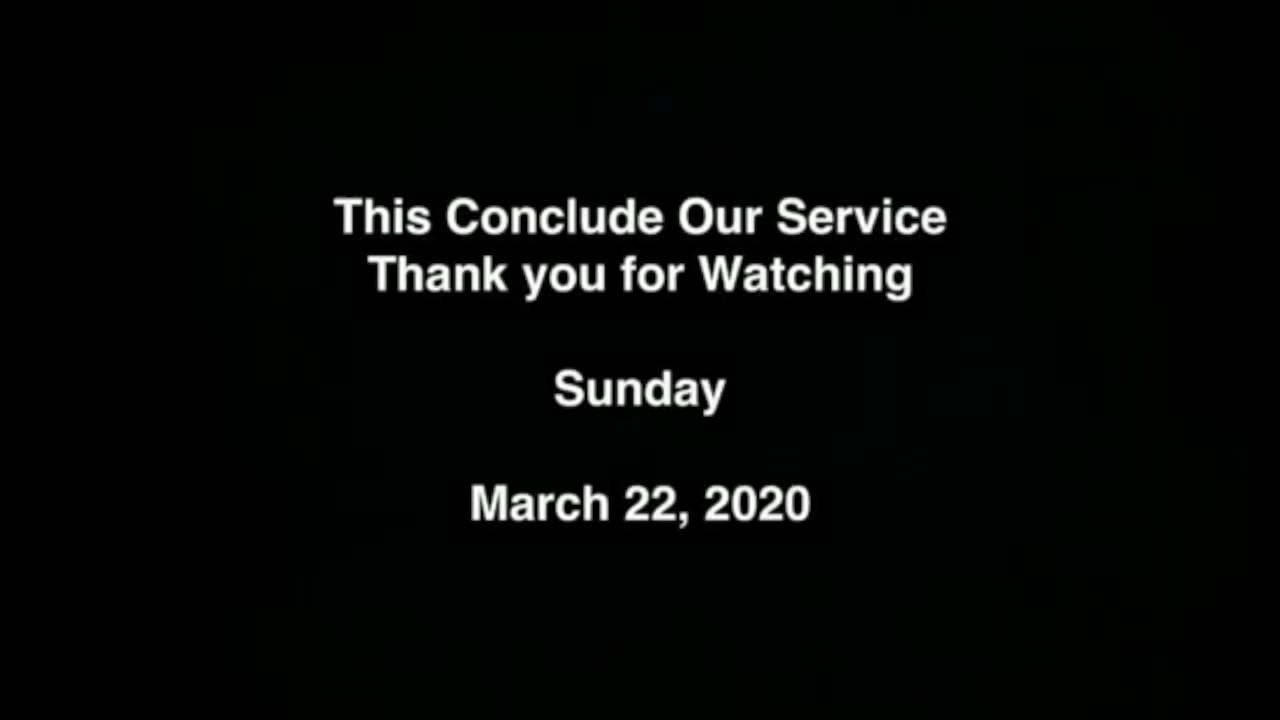 This Conclude Our Service
Thank you for Watching
Sunday
March 22, 2020